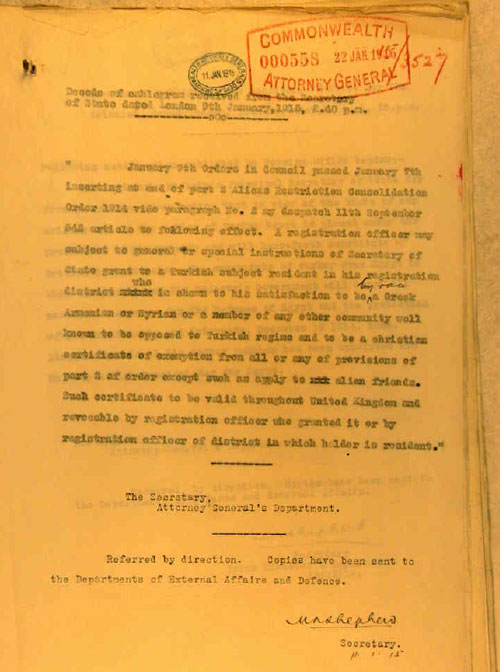 COMMONWEALTH
000558 22 JAN 1915
ATTORNEY GENERAL
11 JAN 1915
Decode of cablegram received from the Secretary
of State dated London 9th January, 1915, 2.40 p.m.
"January 9th Orders in Council passed January 7th
inserting at end of part 2 Aliens Restriction Consolidation
Order 1914 vide paragraph No. 2 my despatch 11th September
article to following effect. A registration officer may
subject to general or special instructions of Secretary of
State grant to a Turkish subject resident in his registration
district who is shown to his satisfaction to be by race a Greek
Armenian or Syrian or a member of any other community well
known to be opposed to Turkish regime and to be a christian
certificate of exemption from all or any of provisions of
part 2 of order except such as apply to alien friends.
Such certificate to be valid throughout United Kingdom and
revocable by registration officer who granted it or by
registration officer of district in which holder is resident."
The Secretary,
Attorney General's Department.
Referred by direction. Copies have been sent to
the Departments of External Affairs and Defence.
M Shepherd
Secretary.